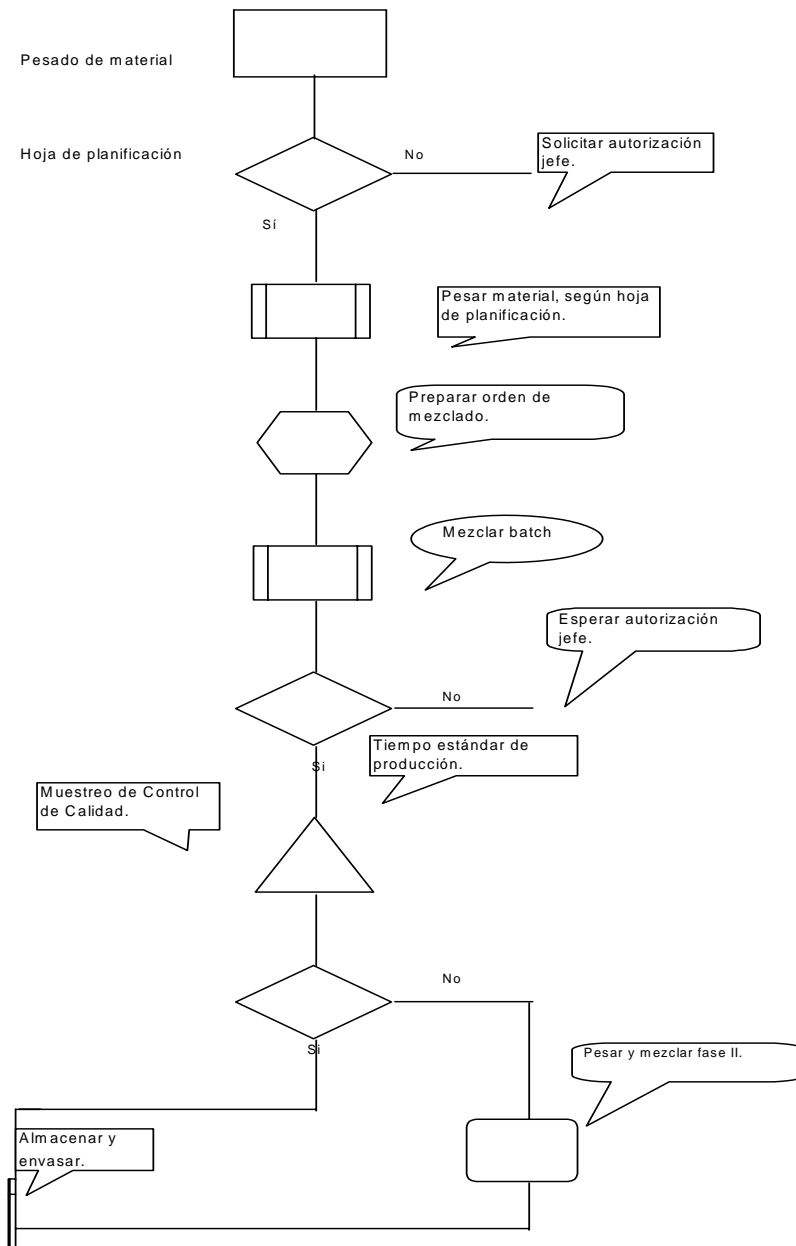 Pesado de material
Hoja de planificación
No
Solicitar autorización
jefe.
Sí
Pesar material, según hoja
de planificación.
Preparar orden de
mezclado.
Mezclar batch
Esperar autorización
jefe.
No
Tiempo estándar de
producción.
Si
Muestreo de Control
de Calidad.
No
Si
Pesar y mezclar fase II.
Almacenar y
envasar.